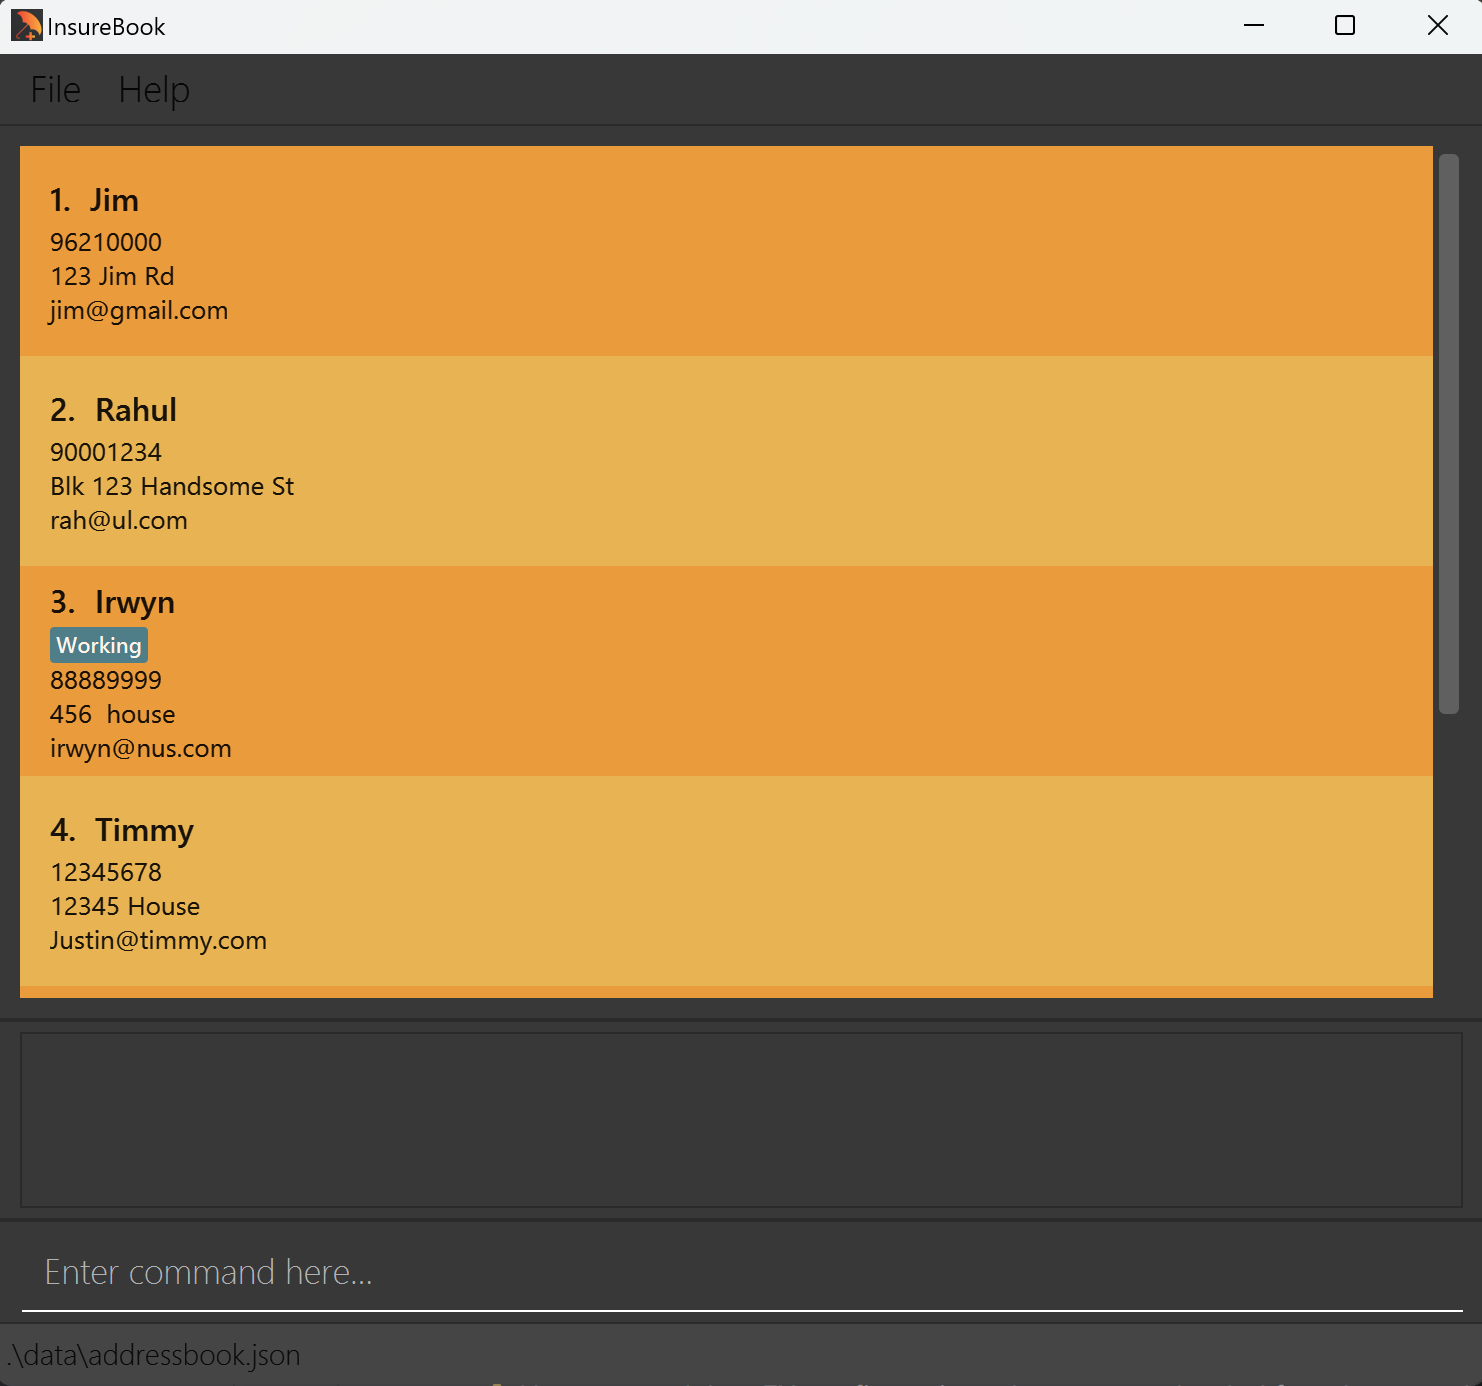 InsureBook
File Help
1. Jim
96210000
123 Jim Rd
jim@gmail.com
2. Rahul
90001234
Blk 123 Handsome St
rah@ul.com
3. Irwyn
Working
88889999
456  house
irwyn@nus.com
4. Timmy
12345678
12345 House
Justin@timmy.com
Enter command here...
.\data\addressbook.json